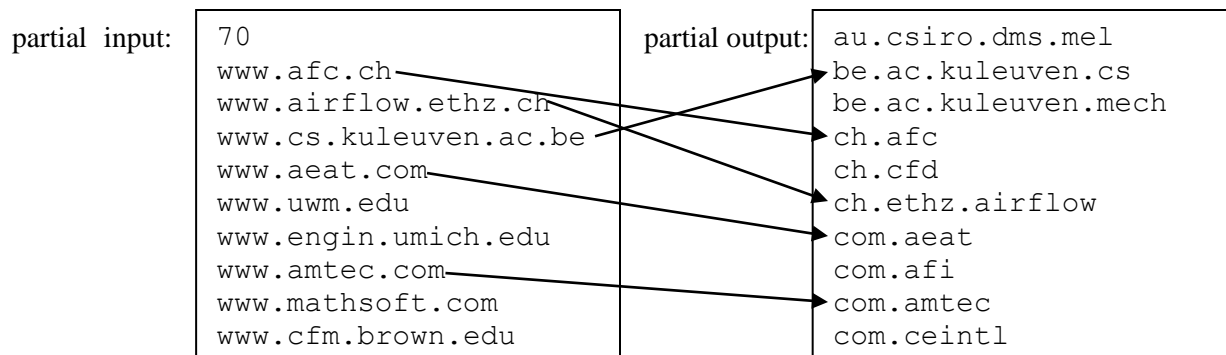 partial input:
70
www.afc.ch
www.airflow.ethz.ch
www.cs.kuleuven.ac.be
www.aeat.com
www.uwm.edu
www.engin.umich.edu
www.amtec.com
www.mathsoft.com
www.cfm.brown.edu
partial output:
au.csiro.dms.mel
be.ac.kuleuven.cs
be.ac.kuleuven.mech
ch.afc
ch.cfd
ch.ethz.airflow
com.aeat
com.afi
com.amtec
com.ceintl